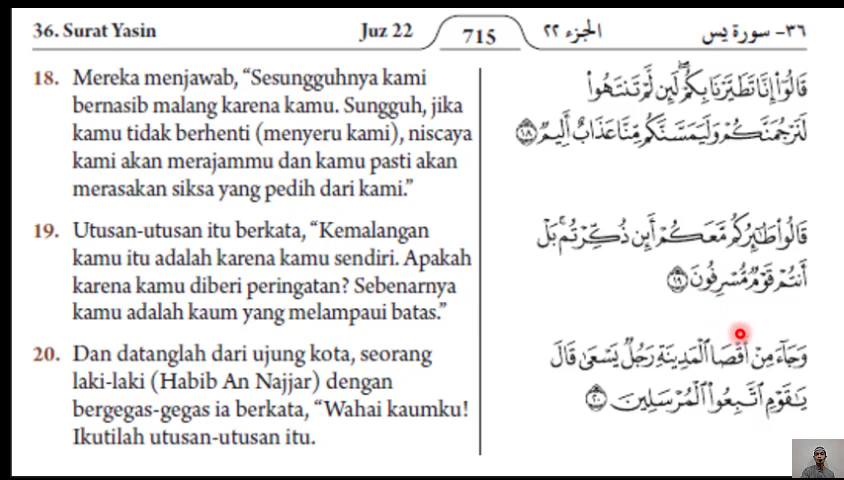 36. Surat Yasin
Juz 22
715
الجزء ٢٢
٣٦- سورة يس
18. Mereka menjawab, “Sesungguhnya kami
bernasib malang karena kamu. Sungguh, jika
kamu tidak berhenti (menyeru kami), niscaya
kami akan merajammu dan kamu pasti akan
merasakan siksa yang pedih dari kami.”
19. Utusan-utusan itu berkata, “Kemalangan
kamu itu adalah karena kamu sendiri. Apakah
karena kamu diberi peringatan? Sebenarnya
kamu adalah kaum yang melampaui batas.”
20. Dan datanglah dari ujung kota, seorang
laki-laki (Habib An Najjar) dengan
bergegas-gegas ia berkata, “Wahai kaumku!
Ikutilah utusan-utusan itu.
قَالُوٓا۟ إِنَّا تَطَيَّرْنَا بِكُمْ ۖ لَئِن لَّمْ تَنتَهُوا۟
لَنَرْجُمَنَّكُمْ وَلَيَمَسَّنَّكُم مِّنَّا عَذَابٌ أَلِيمٌ ١٨
قَالُوا۟ طَـٰٓئِرُكُم مَّعَكُمْ ۚ أَئِن ذُكِّرْتُم ۚ بَلْ
أَنتُمْ قَوْمٌ مُّسْرِفُونَ ١٩
وَجَآءَ مِنْ أَقْصَا ٱلْمَدِينَةِ رَجُلٌ يَسْعَىٰ قَالَ
يَـٰقَوْمِ ٱتَّبِعُوا۟ ٱلْمُرْسَلِينَ ٢٠